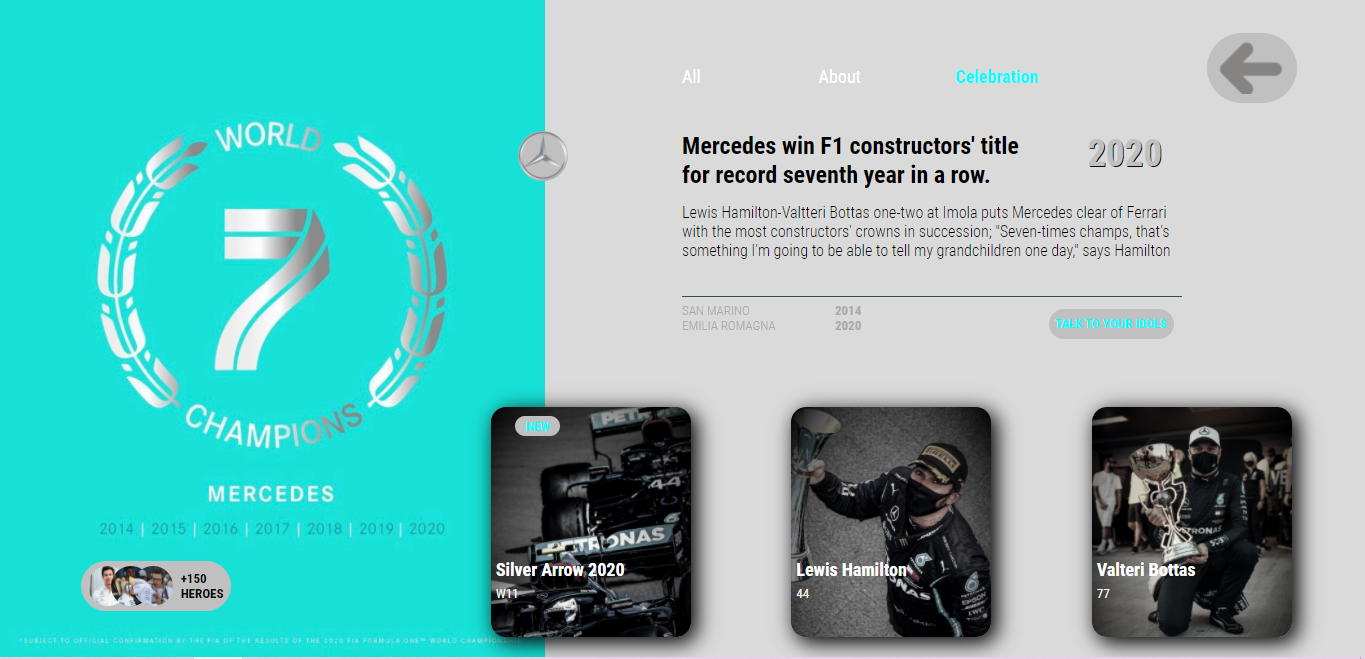 All About Celebration
WORLD
7
CHAMPIONS
MERCEDES
2014 | 2015 | 2016 | 2017 | 2018 | 2019 | 2020
+150
HEROES
*SUBJECT TO OFFICIAL CONFIRMATION BY THE FIA OF THE RESULTS OF THE 2020 FIA FORMULA ONE™ WORLD
Mercedes win F1 constructors' title
for record seventh year in a row.
2020
Lewis Hamilton-Valtteri Bottas one-two at Imola puts Mercedes clear of Ferrari
with the most constructors' crowns in succession; "Seven-times champs, that's
something I'm going to be able to tell my grandchildren one day," says Hamilton
SAN MARINO 2014
EMILIA ROMAGNA 2020
TALK TO YOUR IDOLS
NEW
PETRONAS
44
Silver Arrow 2020
W11
PIRELLI
Lewis Hamilton
44
Valteri Bottas
77